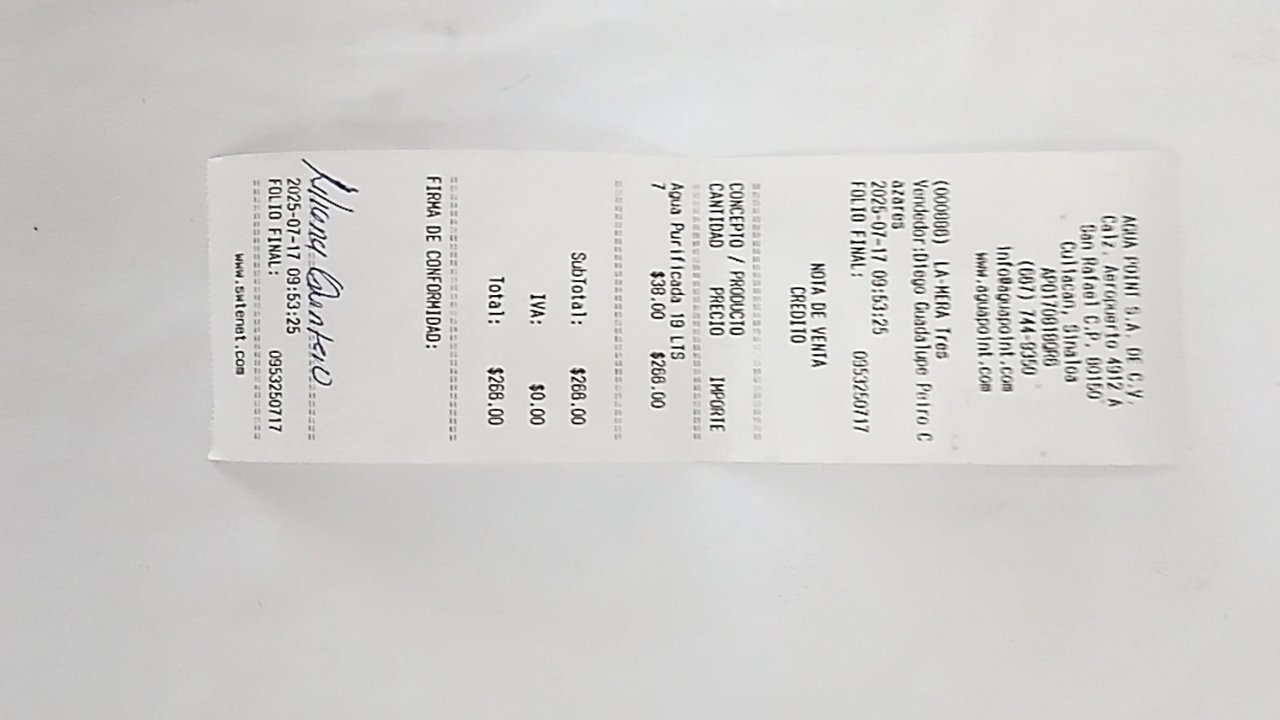 AGUA POINT S.A. DE C.V.
Calz. Aeropuerto 4912 A
San Rafael C.P. 80150
Culiacan, Sinaloa
(667) 744-9350
info@aguapoint.com
www.aguapoint.com
(000886) LA-MERA Tres
Vendedor:Diego Guadalupe Peiro C
azares
2025-07-17 09:53:25
FOLIO FINAL: 0953250717
NOTA DE VENTA
CREDITO
================================
CONCEPTO / PRODUCTO
CANTIDAD PRECIO IMPORTE
================================
Agua Purificada 19 LTS
7 $38.00 $266.00
================================
SubTotal: $266.00
IVA: $0.00
Total: $266.00
================================
FIRMA DE CONFORMIDAD:
================================
2025-07-17 09:53:25
FOLIO FINAL: 0953250717
================================
www.swtenet.com